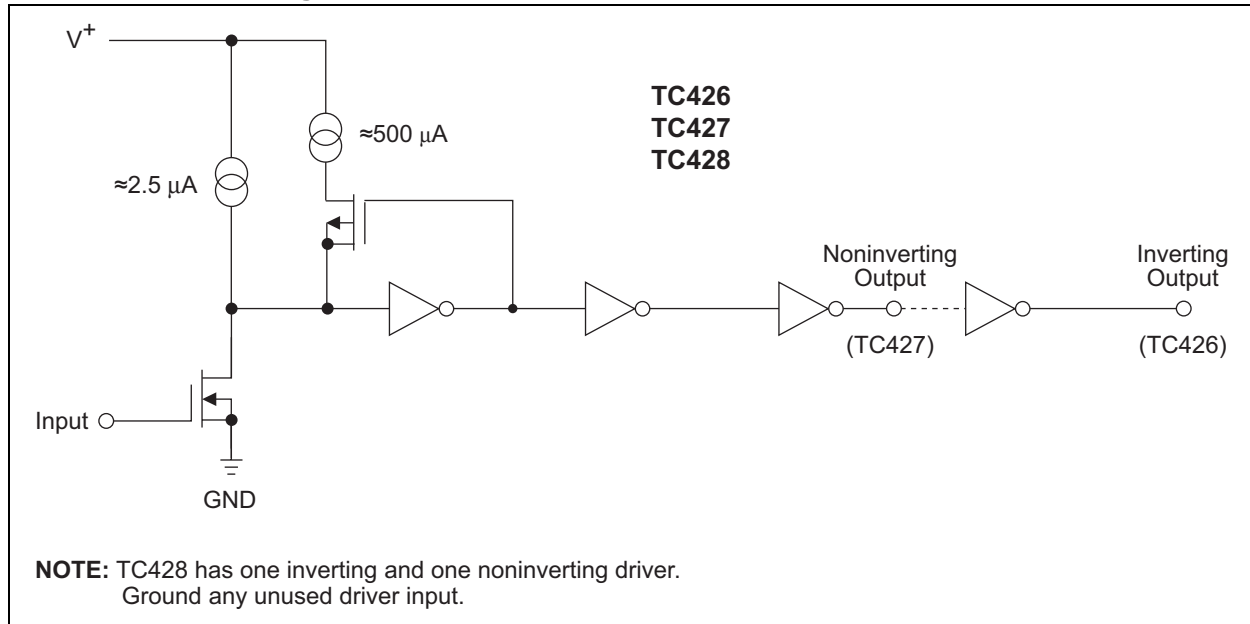 V+
TC426
TC427
TC428
≈500 μA
≈2.5 μA
Noninverting
Output
Inverting
Output
(TC427)
(TC426)
Input
GND
NOTE: TC428 has one inverting and one noninverting driver.
Ground any unused driver input.